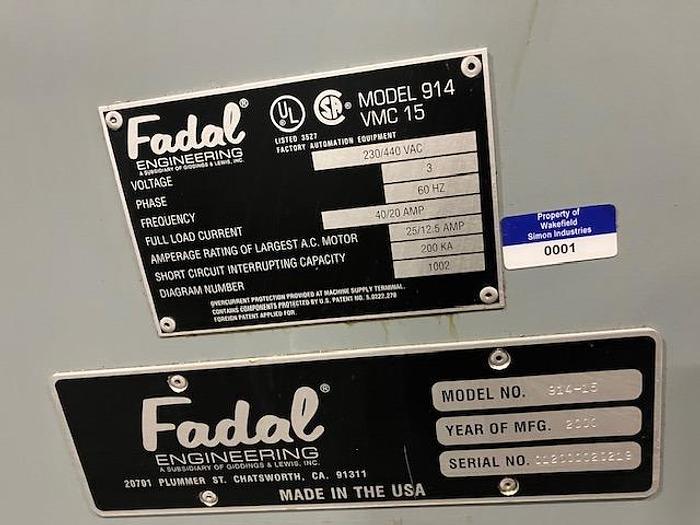 Fadal®
ENGINEERING
A SUBSIDIARY OF GIDDINGS & LEWIS, INC.
UL ® SA ®
LISTED 3527
FACTORY AUTOMATION EQUIPMENT
MODEL 914
VMC 15
VOLTAGE 230/440 VAC
PHASE 3
FREQUENCY 60 HZ
FULL LOAD CURRENT 40/20 AMP
AMPERAGE RATING OF LARGEST A.C. MOTOR 25/12.5 AMP
SHORT CIRCUIT INTERRUPTING CAPACITY 200 KA
DIAGRAM NUMBER 1002
OVERCURRENT PROTECTION PROVIDED AT MACHINE SUPPLY TERMINAL.
CONTAINS COMPONENTS PROTECTED BY U.S. PATENT NO. 5,0222,270
FOREIGN PATENT APPLIED FOR.
Property of
Wakefield
Simon Industries
0001
Fadal®
ENGINEERING
A SUBSIDIARY OF GIDDINGS & LEWIS, INC.
20701 PLUMMER ST. CHATSWORTH, CA. 91311
MADE IN THE USA
MODEL NO. 914-15
YEAR OF MFG. 2000
SERIAL NO. 012000020219